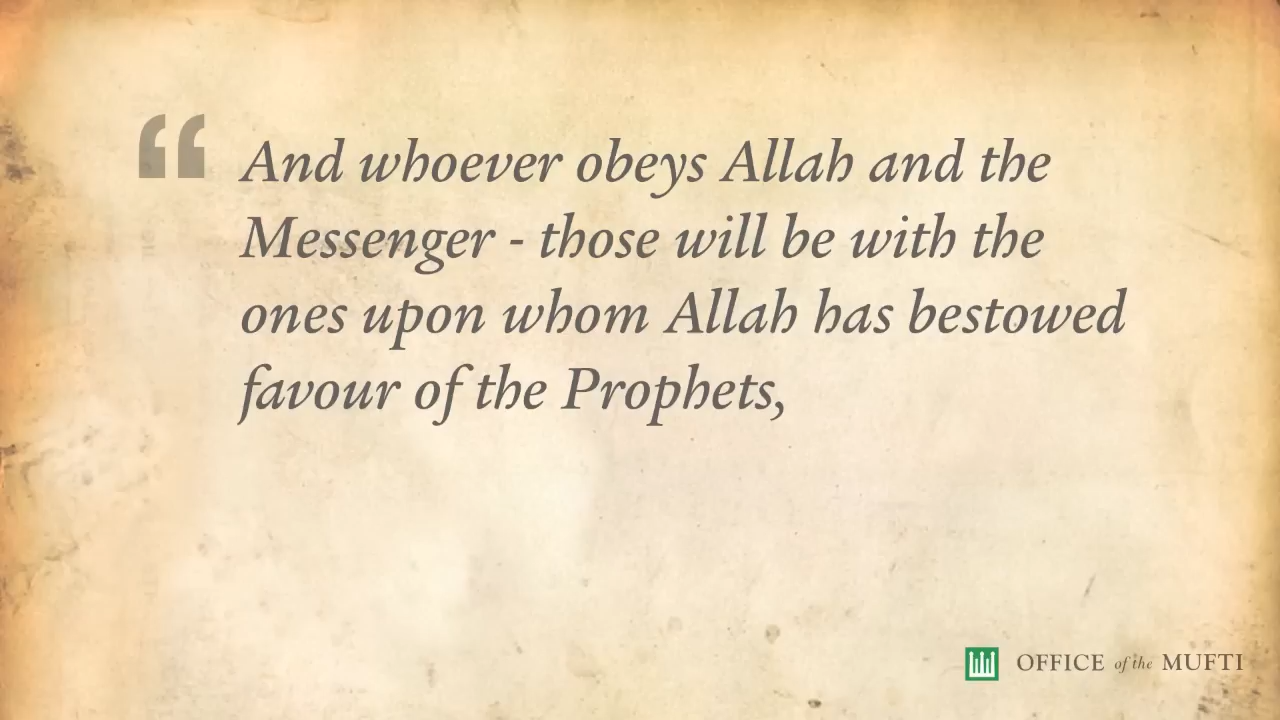 “ And whoever obeys Allah and the
Messenger - those will be with the
ones upon whom Allah has bestowed
favour of the Prophets,
OFFICE of the MUFTI